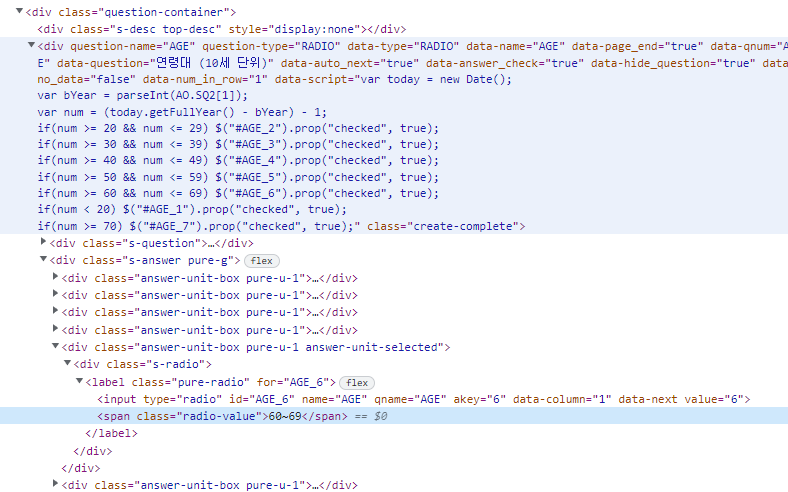 ▼<div class="question-container">
<div class="s-desc top-desc" style="display:none"></div>
▼<div question-name="AGE" question-type="RADIO" data-type="RADIO" data-name="AGE" data-page_end="true" data-qnum="A
E" data-question="연령대 (10세 단위)" data-auto_next="true" data-answer_check="true" data-hide_question="true" data
no_data="false" data-num_in_row="1" data-script="var today = new Date();
var bYear = parseInt(AO.SQ2[1]);
var num = (today.getFullYear() - bYear) - 1;
if(num >= 20 && num <= 29) $("#AGE_2").prop("checked", true);
if(num >= 30 && num <= 39) $("#AGE_3").prop("checked", true);
if(num >= 40 && num <= 49) $("#AGE_4").prop("checked", true);
if(num >= 50 && num <= 59) $("#AGE_5").prop("checked", true);
if(num >= 60 && num <= 69) $("#AGE_6").prop("checked", true);
if(num < 20) $("#AGE_1").prop("checked", true);
if(num >= 70) $("#AGE_7").prop("checked", true);" class="create-complete">
▶<div class="s-question">…</div>
▼<div class="s-answer pure-g"> flex
▶<div class="answer-unit-box pure-u-1">…</div>
▶<div class="answer-unit-box pure-u-1">…</div>
▶<div class="answer-unit-box pure-u-1">…</div>
▶<div class="answer-unit-box pure-u-1">…</div>
▼<div class="answer-unit-box pure-u-1 answer-unit-selected">
▼<div class="s-radio">
▼<label class="pure-radio" for="AGE_6"> flex
<input type="radio" id="AGE_6" name="AGE" qname="AGE" akey="6" data-column="1" data-next value="6">
<span class="radio-value">60~69</span> == $0
</label>
</div>
</div>
▶<div class="answer-unit-box pure-u-1">…</div>